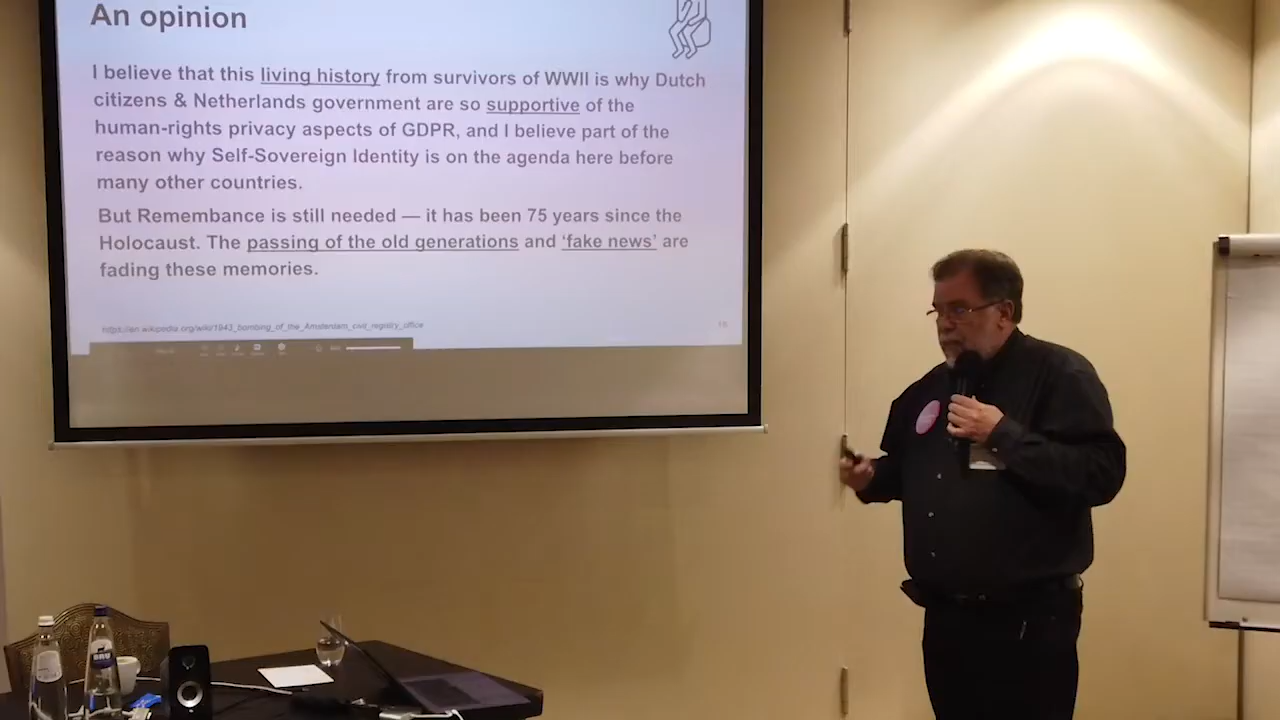 An opinion
I believe that this living history from survivors of WWII is why Dutch
citizens & Netherlands government are so supportive of the
human-rights privacy aspects of GDPR, and I believe part of the
reason why Self-Sovereign Identity is on the agenda here before
many other countries.
But Remembance is still needed — it has been 75 years since the
Holocaust. The passing of the old generations and ‘fake news’ are
fading these memories.
https://en.wikipedia.org/wiki/1943_bombing_of_the_Amsterdam_civil_registry_office